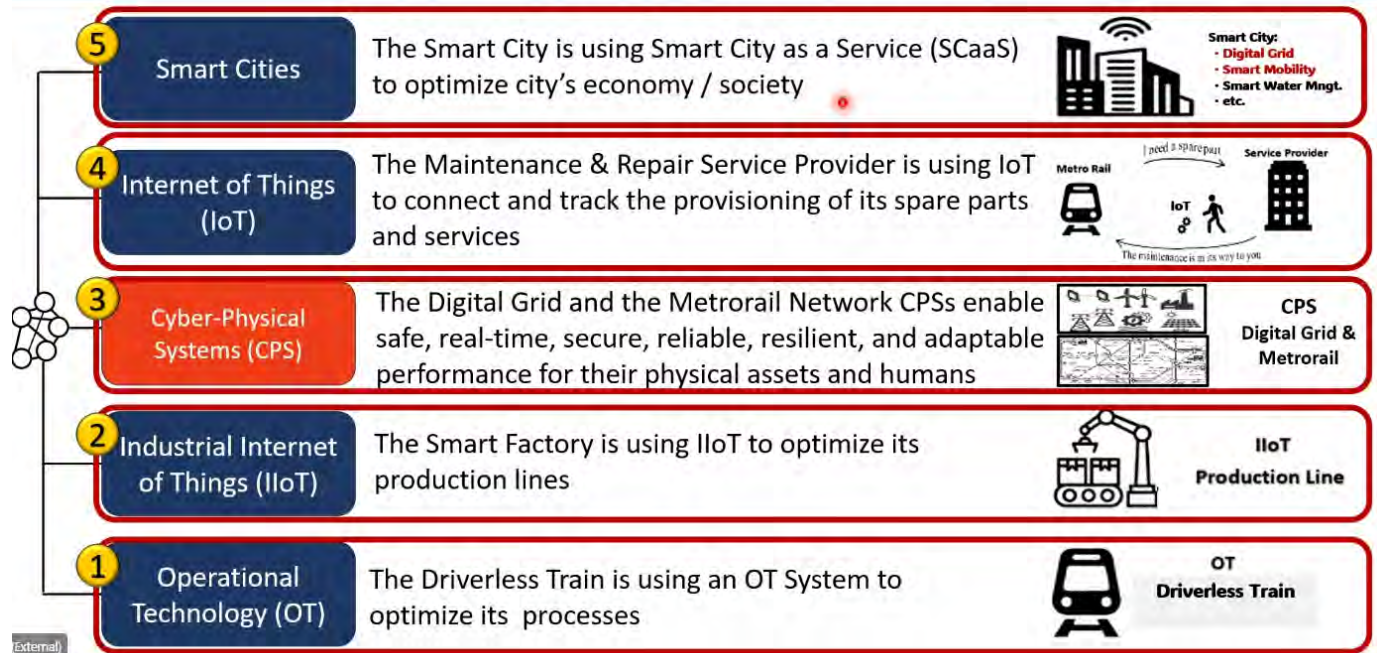 5
Smart Cities
The Smart City is using Smart City as a Service (SCaaS)
to optimize city's economy / society
Smart City:
· Digital Grid
· Smart Mobility
· Smart Water Mngt.
· etc.
4
Internet of Things
(IoT)
The Maintenance & Repair Service Provider is using IoT
to connect and track the provisioning of its spare parts
and services
I need a spare part
Metro Rail
Service Provider
IoT
The maintenance is in its way to you
3
Cyber-Physical
Systems (CPS)
The Digital Grid and the Metrorail Network CPSs enable
safe, real-time, secure, reliable, resilient, and adaptable
performance for their physical assets and humans
CPS
Digital Grid &
Metrorail
2
Industrial Internet
of Things (IIoT)
The Smart Factory is using IIoT to optimize its
production lines
IIoT
Production Line
1
Operational
Technology (OT)
The Driverless Train is using an OT System to
optimize its processes
OT
Driverless Train
(External)